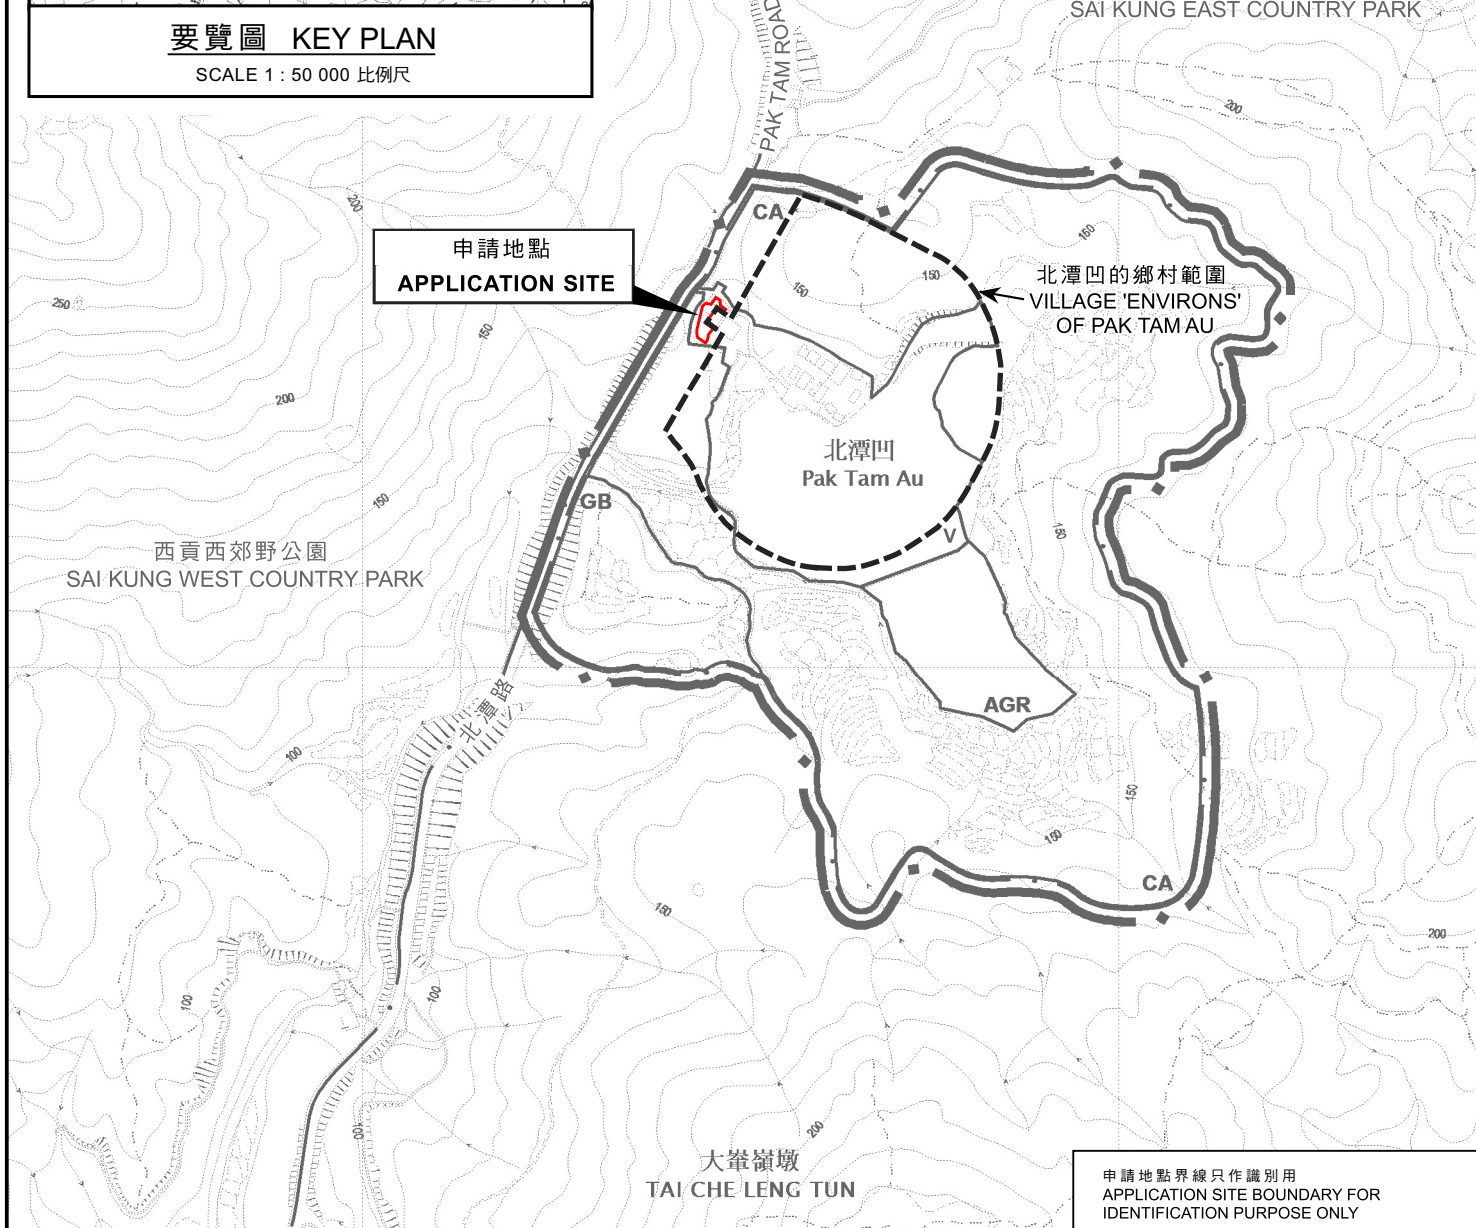 要覽圖 KEY PLAN
SCALE 1 : 50 000 比例尺
SAI KUNG EAST COUNTRY PARK
PAK TAM ROAD
200
200
CA
150
申請地點
APPLICATION SITE
150
150
北潭凹的鄉村範圍
VILLAGE 'ENVIRONS'
OF PAK TAM AU
250
150
200
北潭凹
Pak Tam Au
150
GB
150
V
西貢西郊野公園
SAI KUNG WEST COUNTRY PARK
北潭路
AGR
100
150
150
CA
150
200
100
100
100
200
大輋嶺墩
TAI CHE LENG TUN
申請地點界線只作識別用
APPLICATION SITE BOUNDARY FOR
IDENTIFICATION PURPOSE ONLY